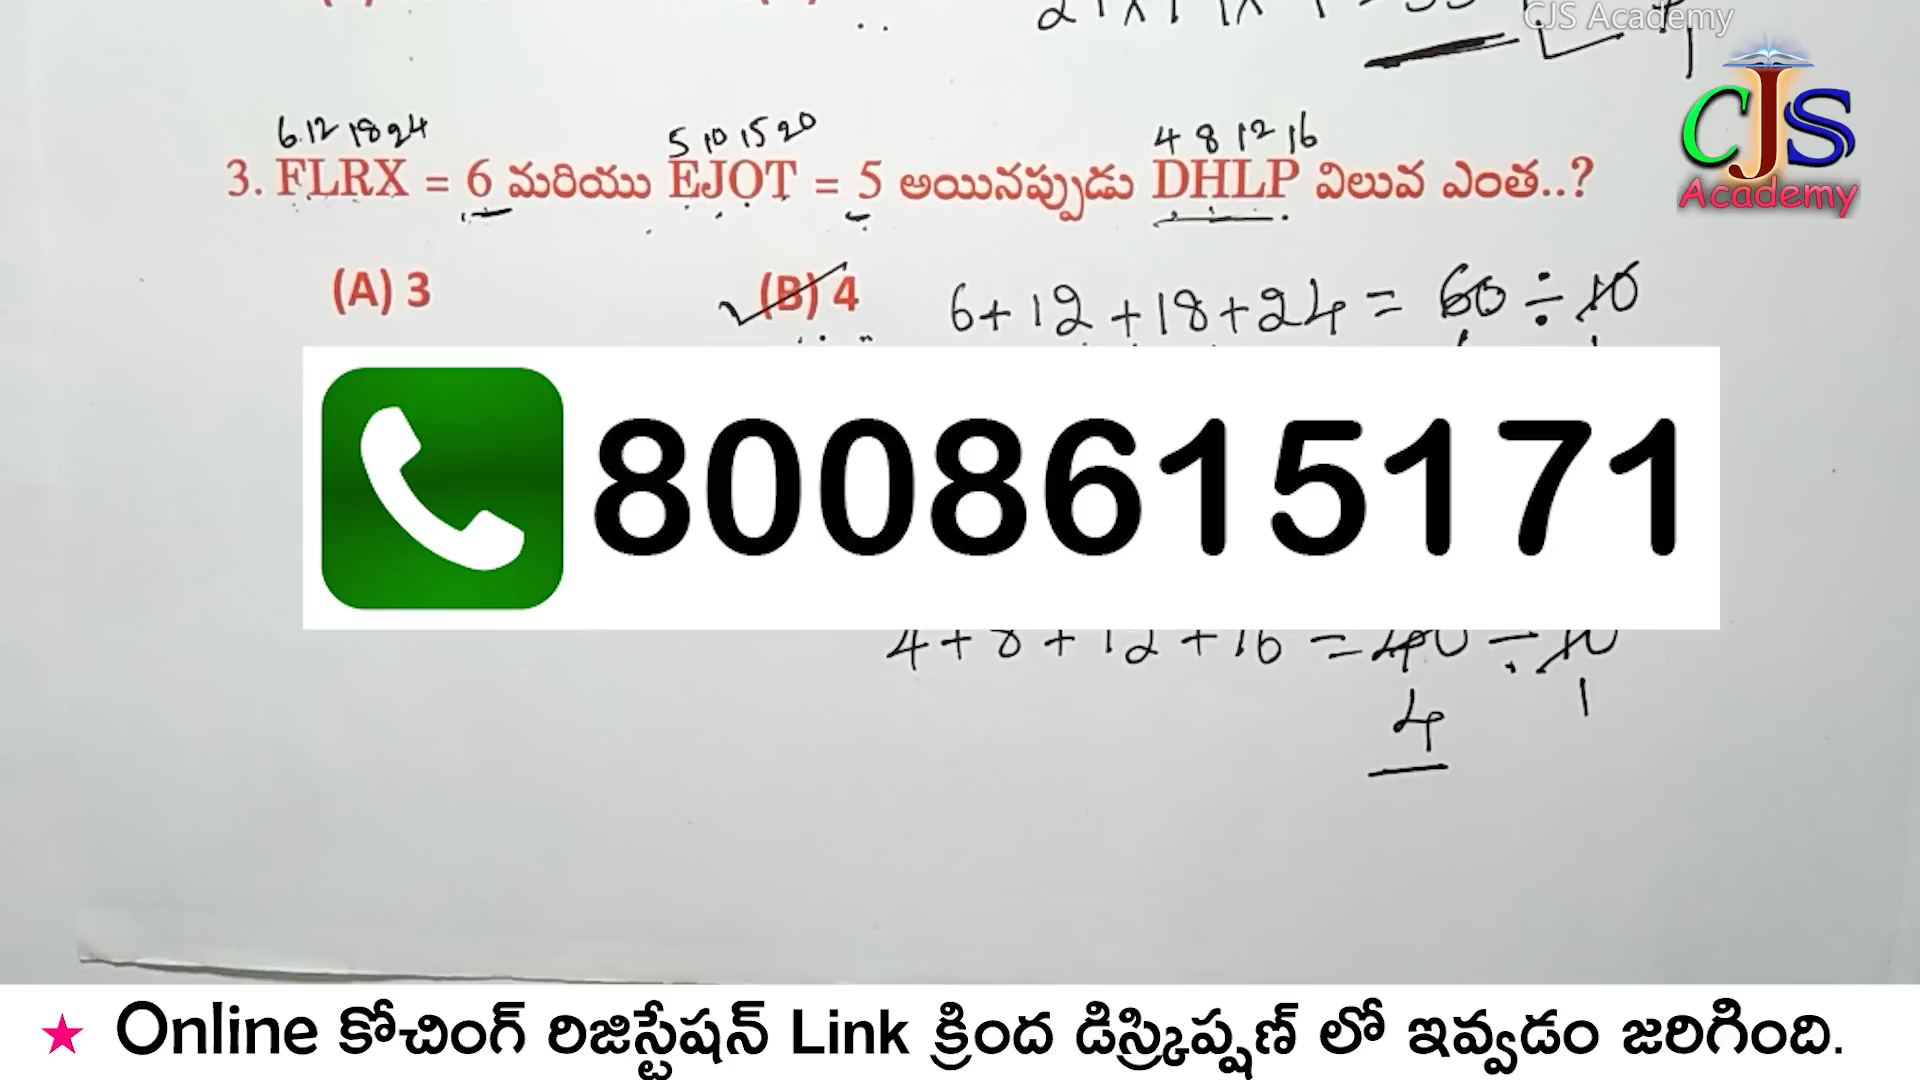 CJS Academy
CJS
Academy
6 12 18 24 5 10 15 20 4 8 12 16
3. FLRX = 6 మరియు EJOT = 5 అయినప్పుడు DHLP విలువ ఎంత..?
(A) 3 (B) 4 6+12+18+24 = 60 ÷ 10
8008615171
4+8+12+16 = 40 ÷ 10
4 1
★ Online కోచింగ్ రిజిస్టేషన్ Link క్రింద డిస్క్రిప్షణ్ లో ఇవ్వడం జరిగింది.